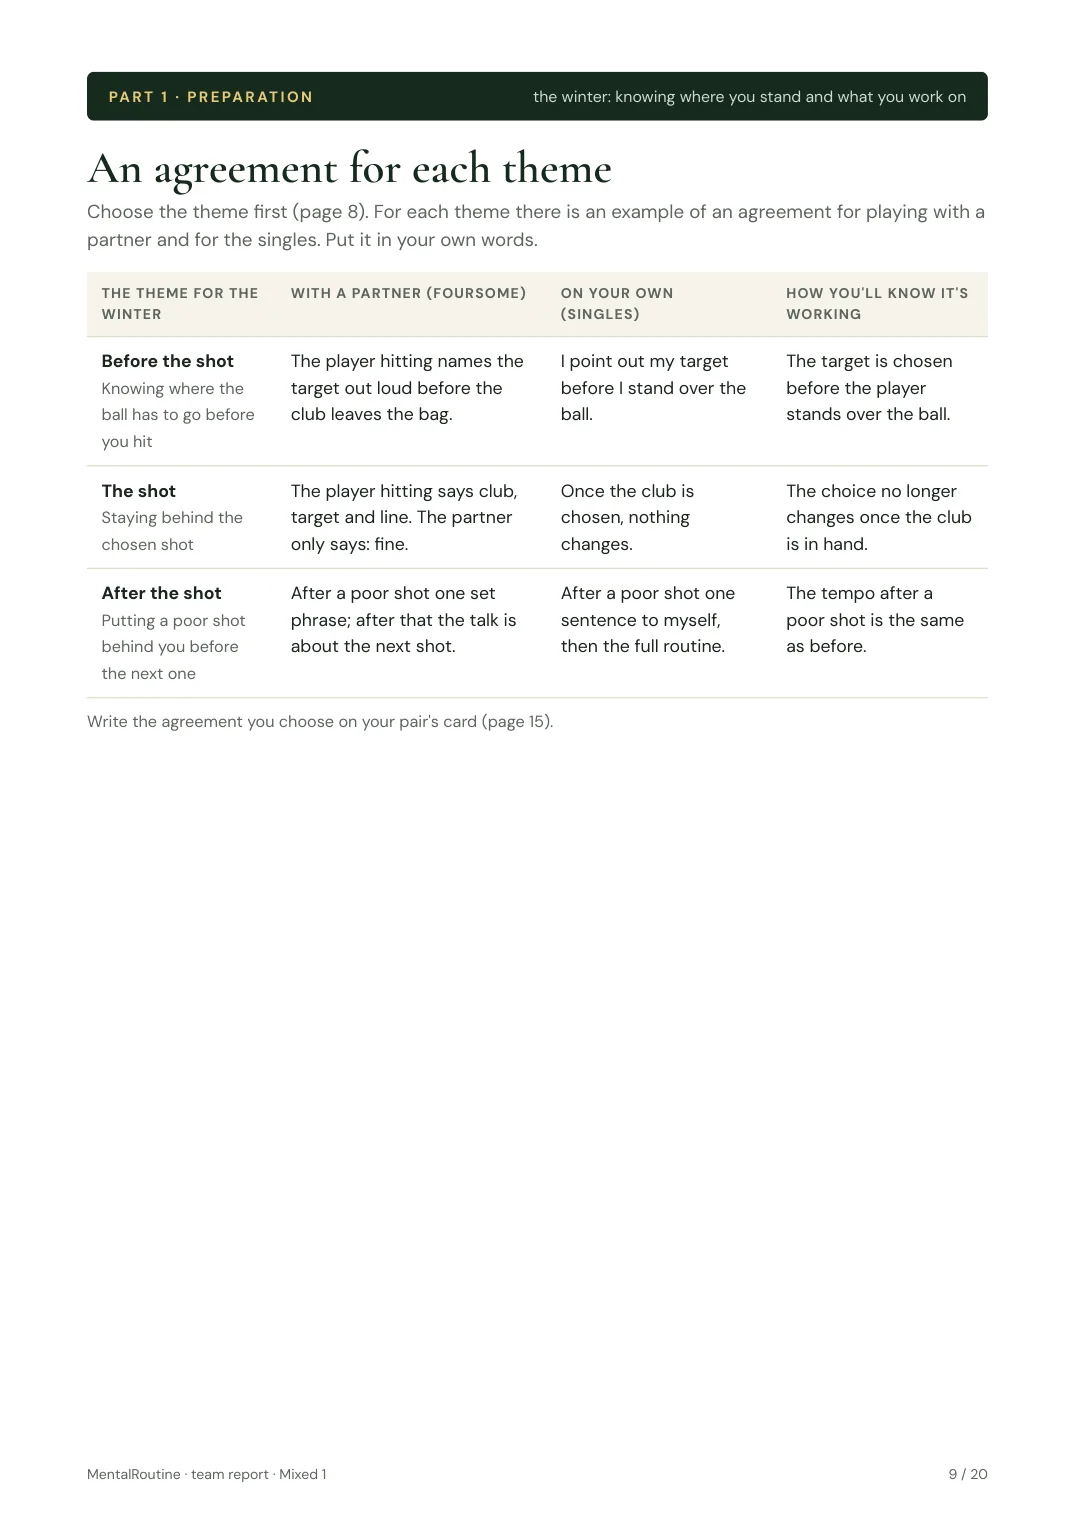 PART 1 · PREPARATION
the winter: knowing where you stand and what you work on
An agreement for each theme
Choose the theme first (page 8). For each theme there is an example of an agreement for playing with a
partner and for the singles. Put it in your own words.
THE THEME FOR THE
WINTER
WITH A PARTNER (FOURSOME)
ON YOUR OWN
(SINGLES)
HOW YOU'LL KNOW IT'S
WORKING
Before the shot
Knowing where the
ball has to go before
you hit
The player hitting names the
target out loud before the
club leaves the bag.
I point out my target
before I stand over the
ball.
The target is chosen
before the player
stands over the ball.
The shot
Staying behind the
chosen shot
The player hitting says club,
target and line. The partner
only says: fine.
Once the club is
chosen, nothing
changes.
The choice no longer
changes once the club
is in hand.
After the shot
Putting a poor shot
behind you before
the next one
After a poor shot one set
phrase; after that the talk is
about the next shot.
After a poor shot one
sentence to myself,
then the full routine.
The tempo after a
poor shot is the same
as before.
Write the agreement you choose on your pair's card (page 15).
MentalRoutine · team report · Mixed 1
9 / 20